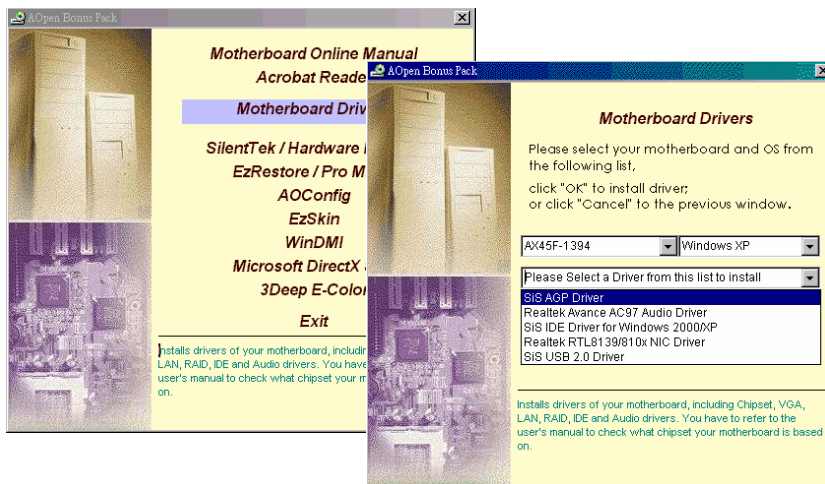 AOpen Bonus Pack
Motherboard Online Manual
Acrobat Reade
Motherboard Driv
SilentTek / Hardware
EzRestore / Pro M
AOConfig
EzSkin
WinDMI
Microsoft DirectX
3Deep E-Color
Exit
Installs drivers of your motherboard, includin
LAN, RAID, IDE and Audio drivers. You have
user's manual to check what chipset your m
on.
AOpen Bonus Pack
Motherboard Drivers
Please select your motherboard and OS from
the following list,
click "OK" to install driver;
or click "Cancel" to the previous window.
AX45F-1394 Windows XP
Please Select a Driver from this list to install
SiS AGP Driver
Realtek Avance AC97 Audio Driver
SiS IDE Driver for Windows 2000/XP
Realtek RTL8139/810x NIC Driver
SiS USB 2.0 Driver
Installs drivers of your motherboard, including Chipset, VGA,
LAN, RAID, IDE and Audio drivers. You have to refer to the
user's manual to check what chipset your motherboard is based
on.